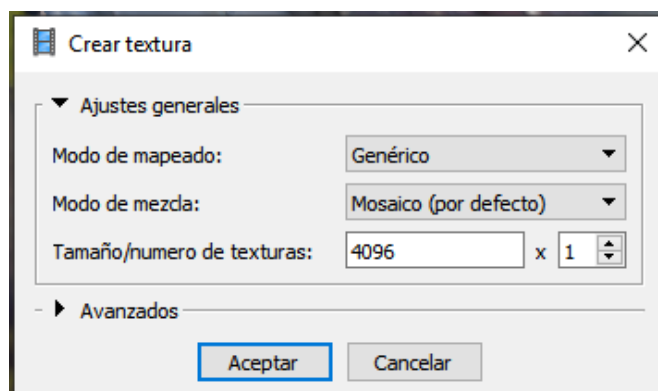 Crear textura
Ajustes generales
Modo de mapeado: Genérico
Modo de mezcla: Mosaico (por defecto)
Tamaño/numero de texturas: 4096 x 1
Avanzados
Aceptar Cancelar